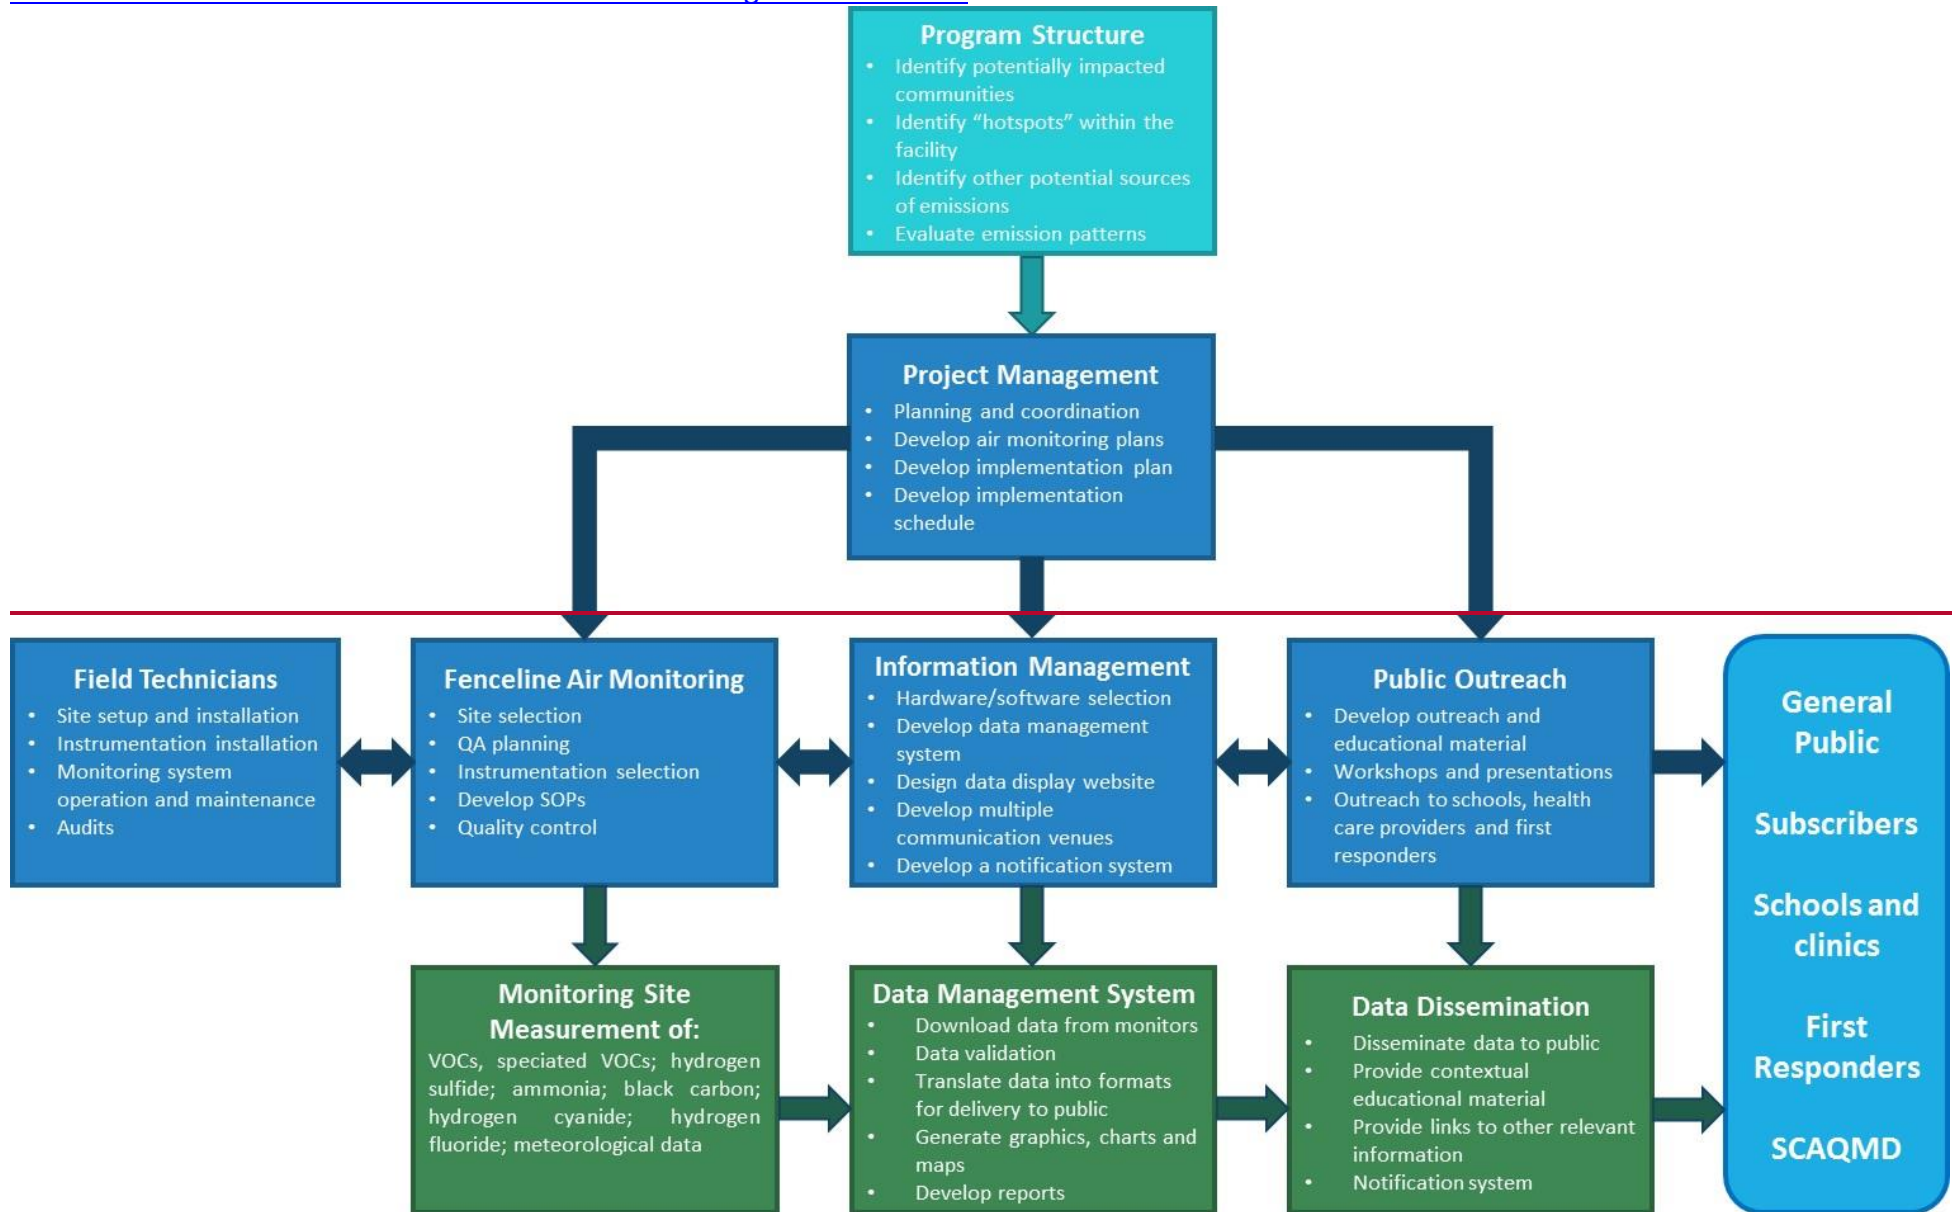 Program Structure
• Identify potentially impacted
communities
• Identify “hotspots” within the
facility
• Identify other potential sources
of emissions
• Evaluate emission patterns
Project Management
• Planning and coordination
• Develop air monitoring plans
• Develop implementation plan
• Develop implementation
schedule
Field Technicians
• Site setup and installation
• Instrumentation installation
• Monitoring system
operation and maintenance
• Audits
Fenceline Air Monitoring
• Site selection
• QA planning
• Instrumentation selection
• Develop SOPs
• Quality control
Information Management
• Hardware/software selection
• Develop data management
system
• Design data display website
• Develop multiple
communication venues
• Develop a notification system
Public Outreach
• Develop outreach and
educational material
• Workshops and presentations
• Outreach to schools, health
care providers and first
responders
General
Public
Subscribers
Schools and
clinics
First
Responders
SCAQMD
Monitoring Site
Measurement of:
VOCs, speciated VOCs; hydrogen
sulfide; ammonia; black carbon;
hydrogen cyanide; hydrogen
fluoride; meteorological data
Data Management System
• Download data from monitors
• Data validation
• Translate data into formats
for delivery to public
• Generate graphics, charts and
maps
• Develop reports
Data Dissemination
• Disseminate data to public
• Provide contextual
educational material
• Provide links to other relevant
information
• Notification system